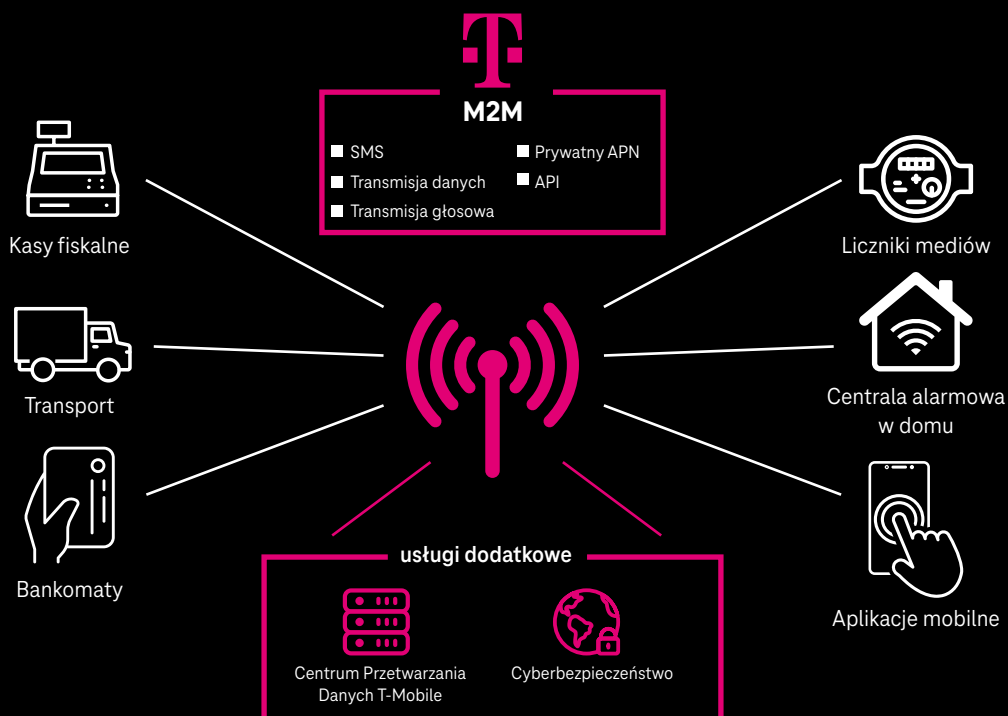 T
M2M
SMS
Transmisja danych
Transmisja głosowa
Prywatny APN
API
Kasy fiskalne
Transport
Bankomaty
Liczniki mediów
Centrala alarmowa
w domu
Aplikacje mobilne
usługi dodatkowe
Centrum Przetwarzania
Danych T-Mobile
Cyberbezpieczeństwo